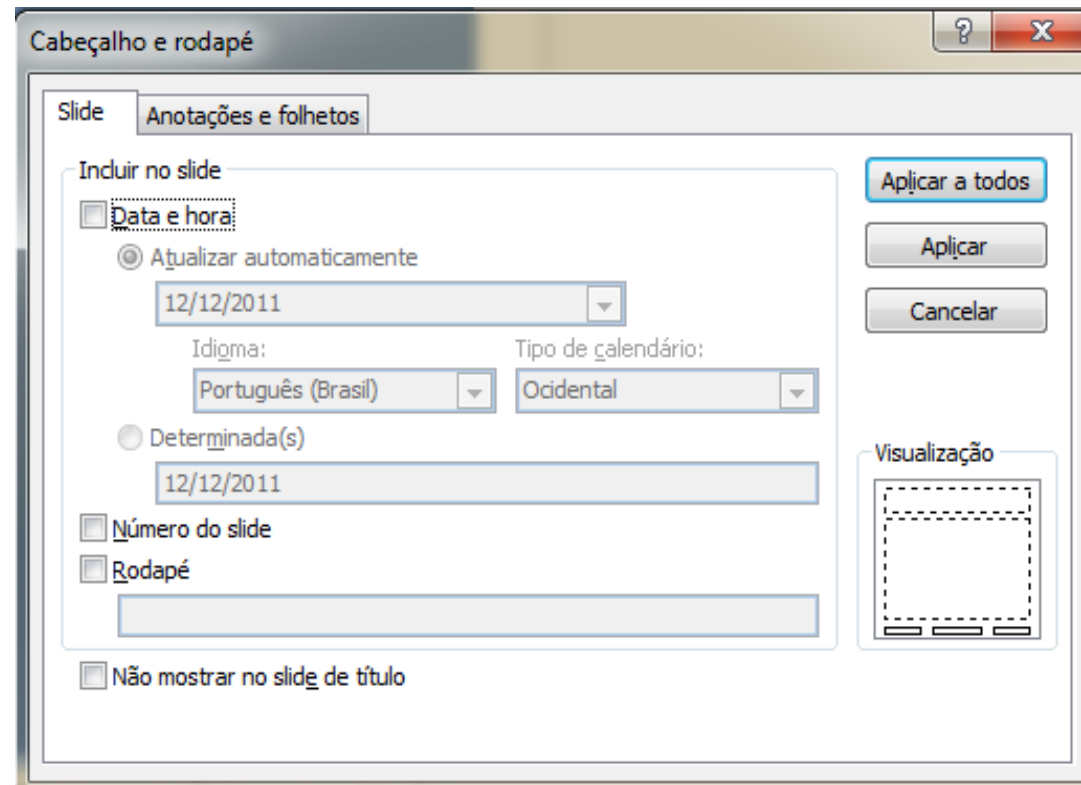 Cabeçalho e rodapé
Slide
Anotações e folhetos
Incluir no slide
Data e hora
Atualizar automaticamente
12/12/2011
Idioma:
Tipo de calendário:
Português (Brasil)
Ocidental
Determinada(s)
12/12/2011
Número do slide
Rodapé
Não mostrar no slide de título
Aplicar a todos
Aplicar
Cancelar
Visualização